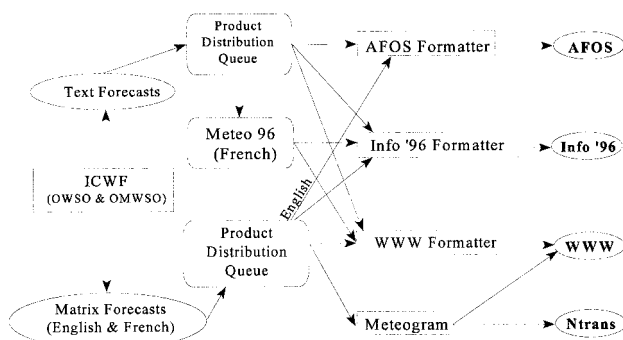 Product
Distribution
Queue
AFOS Formatter
AFOS
Text Forecasts
Meteo 96
(French)
Info '96 Formatter
Info '96
ICWF
(OWSO & OMWSO)
English
Product
Distribution
Queue
WWW Formatter
WWW
Matrix Forecasts
(English & French)
Meteogram
Ntrans